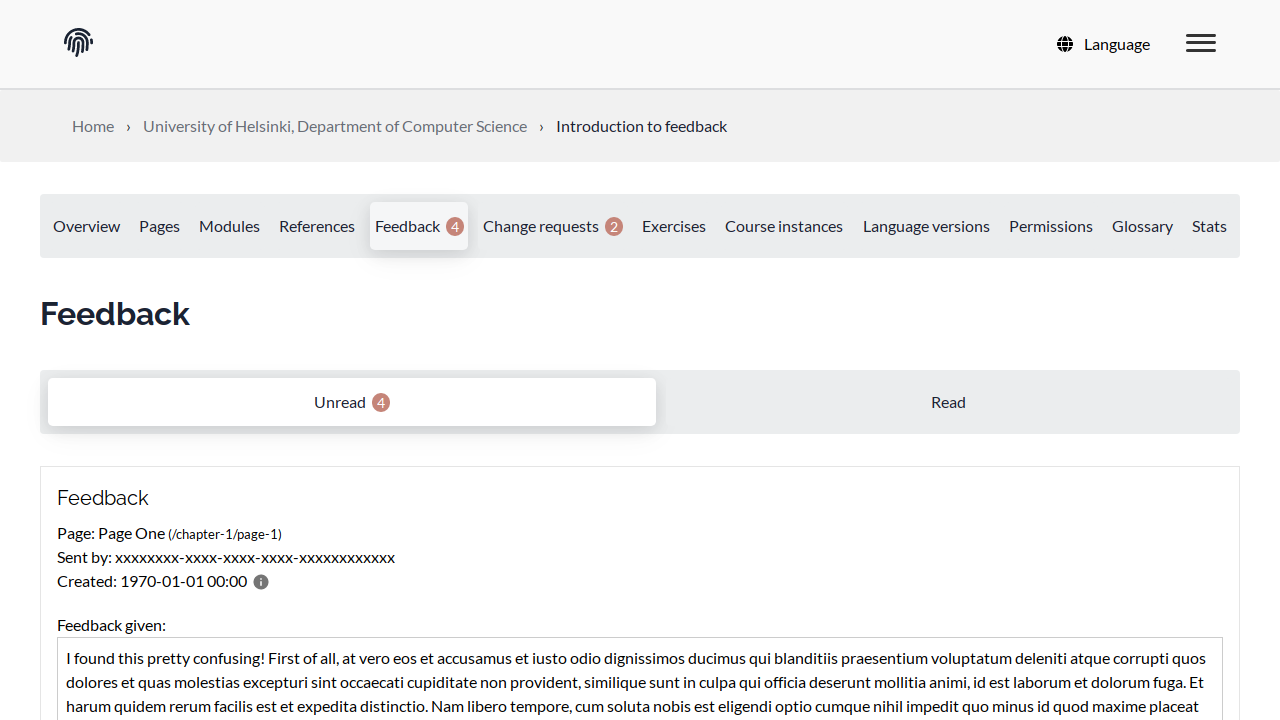 Language
Home › University of Helsinki, Department of Computer Science › Introduction to feedback
Overview Pages Modules References Feedback 4 Change requests 2 Exercises Course instances Language versions Permissions Glossary Stats
Feedback
Unread 4 Read
Feedback
Page: Page One (/chapter-1/page-1)
Sent by: xxxxxxxx-xxxx-xxxx-xxxx-xxxxxxxxxxxx
Created: 1970-01-01 00:00
Feedback given:
I found this pretty confusing! First of all, at vero eos et accusamus et iusto odio dignissimos ducimus qui blanditiis praesentium voluptatum deleniti atque corrupti quos
dolores et quas molestias excepturi sint occaecati cupiditate non provident, similique sunt in culpa qui officia deserunt mollitia animi, id est laborum et dolorum fuga. Et
harum quidem rerum facilis est et expedita distinctio. Nam libero tempore, cum soluta nobis est eligendi optio cumque nihil impedit quo minus id quod maxime placeat